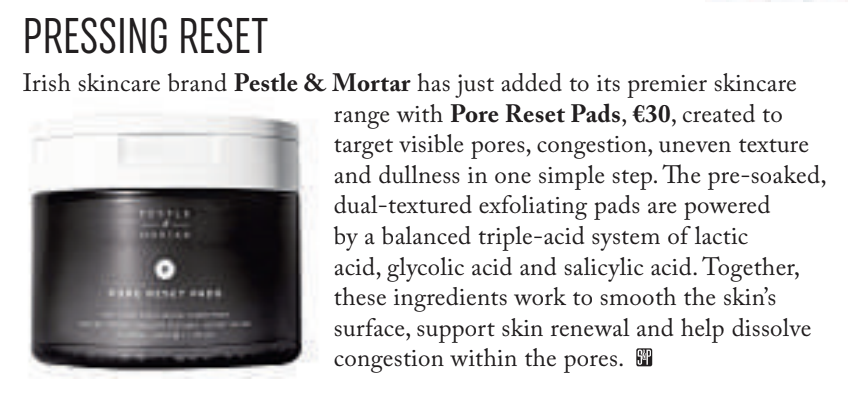 PRESSING RESET
Irish skincare brand Pestle & Mortar has just added to its premier skincare
range with Pore Reset Pads, €30, created to
target visible pores, congestion, uneven texture
and dullness in one simple step. The pre-soaked,
dual-textured exfoliating pads are powered
by a balanced triple-acid system of lactic
acid, glycolic acid and salicylic acid. Together,
these ingredients work to smooth the skin's
surface, support skin renewal and help dissolve
congestion within the pores.
PESTLE
&
MORTAR
PORE RESET PADS